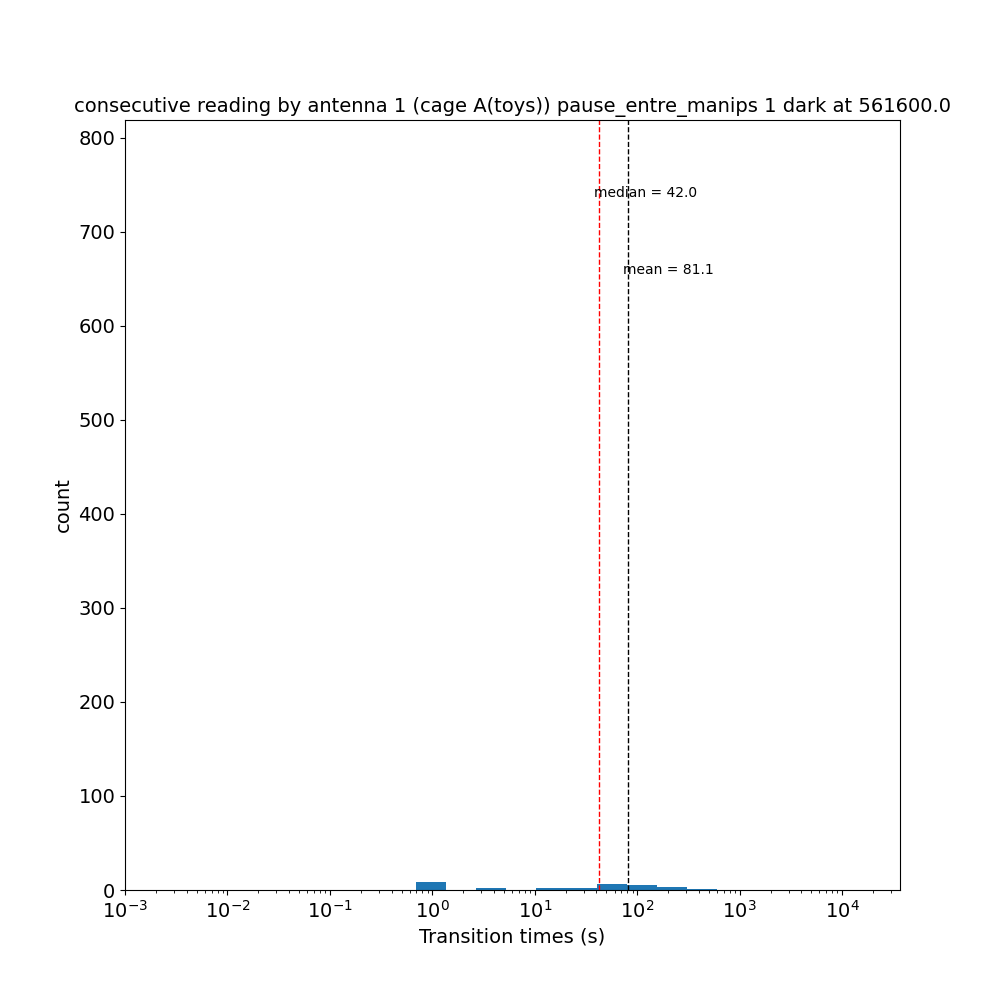 consecutive reading by antenna 1 (cage A(toys)) pause_entre_manips 1 dark at 561600.0
800
median = 42.0
700
mean = 81.1
600
500
count
400
300
200
100
0
10⁻³ 10⁻² 10⁻¹ 10⁰ 10¹ 10² 10³ 10⁴
Transition times (s)